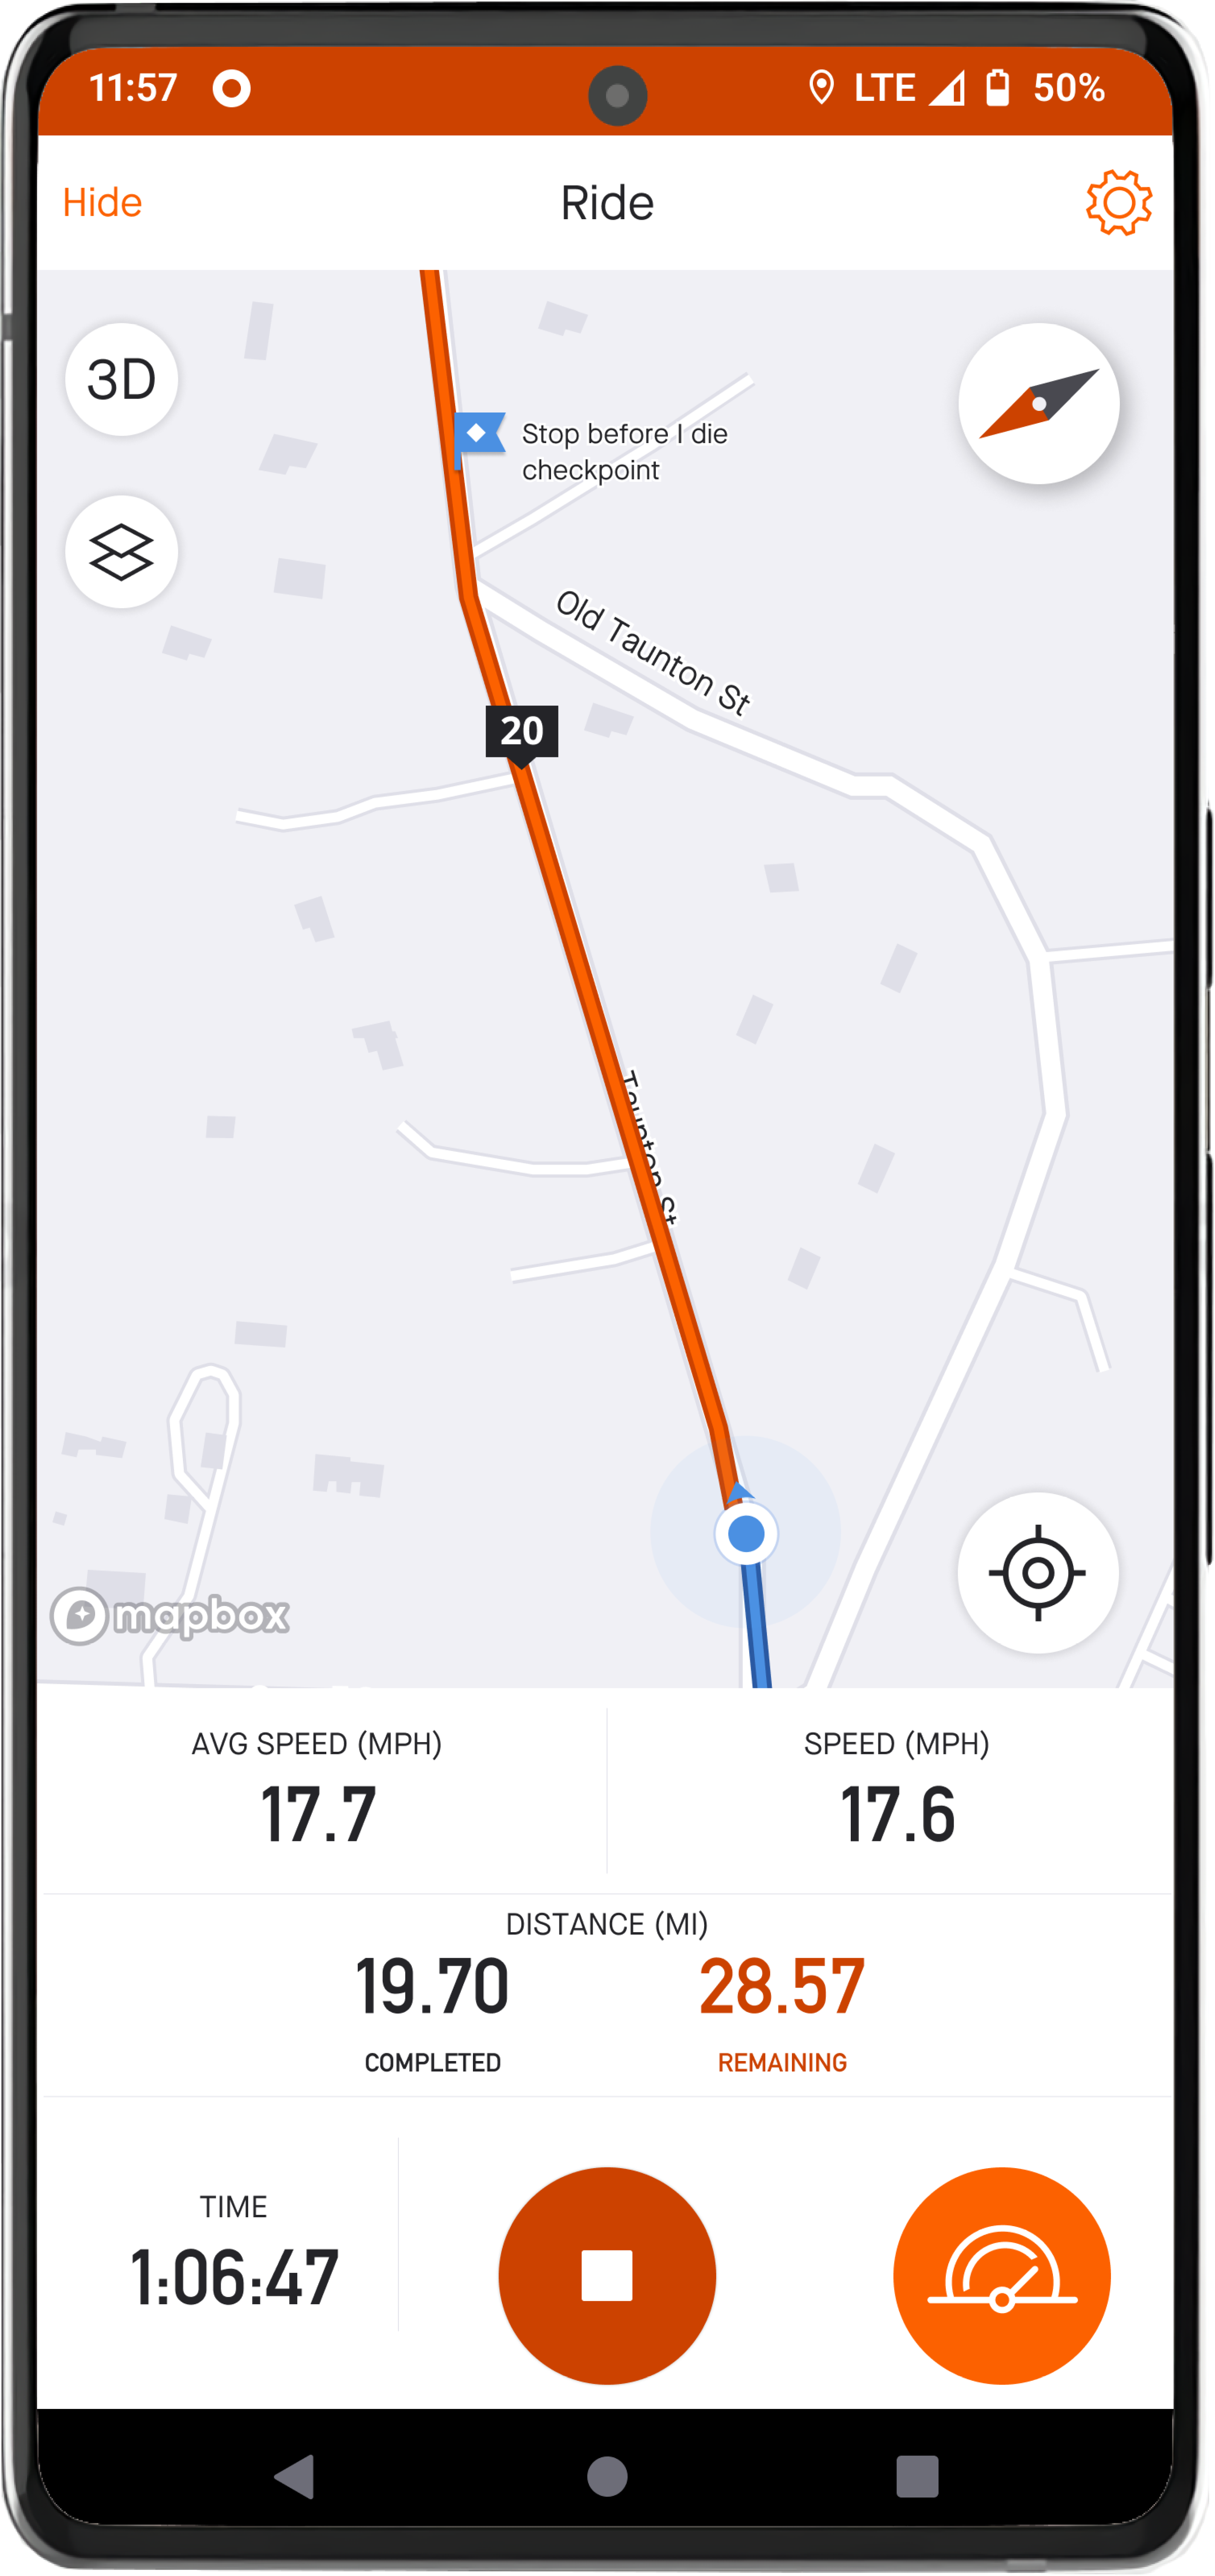 11:57
LTE 50%
Hide
Ride
3D
Stop before I die
checkpoint
Old Taunton St
20
Taunton St
mapbox
AVG SPEED (MPH)
17.7
SPEED (MPH)
17.6
DISTANCE (MI)
19.70
28.57
COMPLETED
REMAINING
TIME
1:06:47